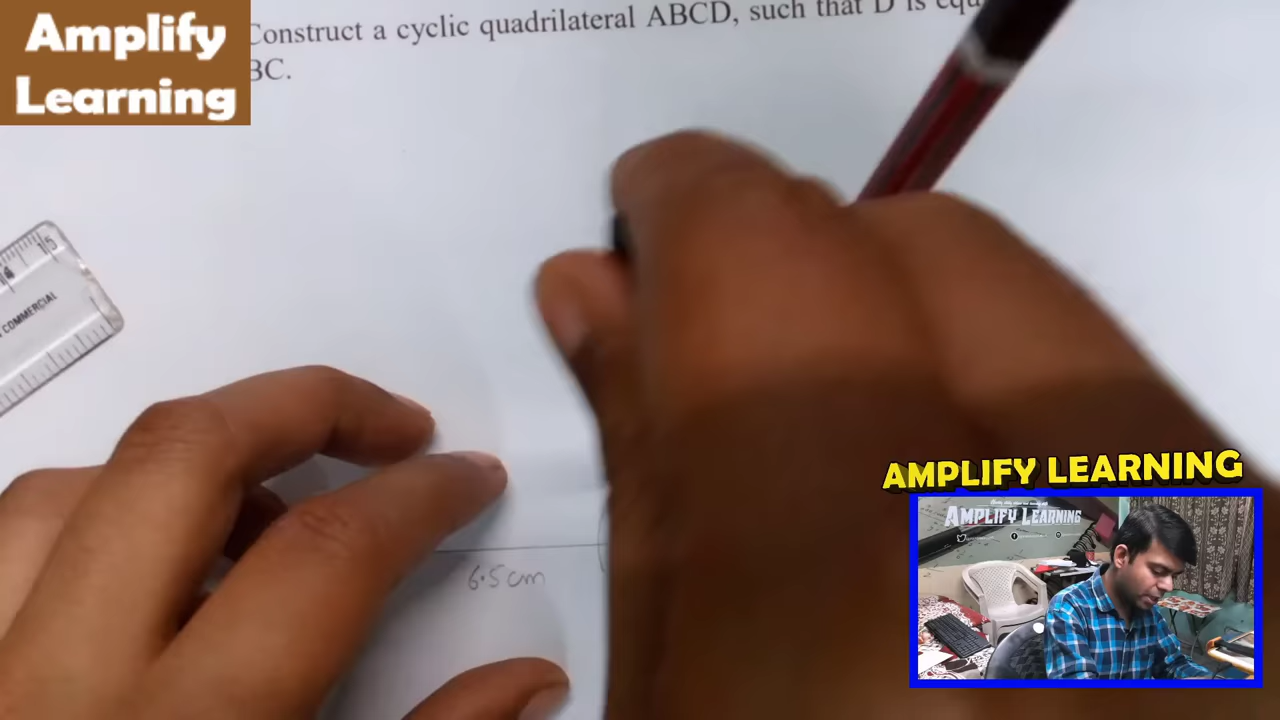 Amplify
Learning
Construct a cyclic quadrilateral ABCD, such that D is equ
BC.
15
14
COMMERCIAL
6.5 cm
AMPLIFY LEARNING
AMPLIFY LEARNING